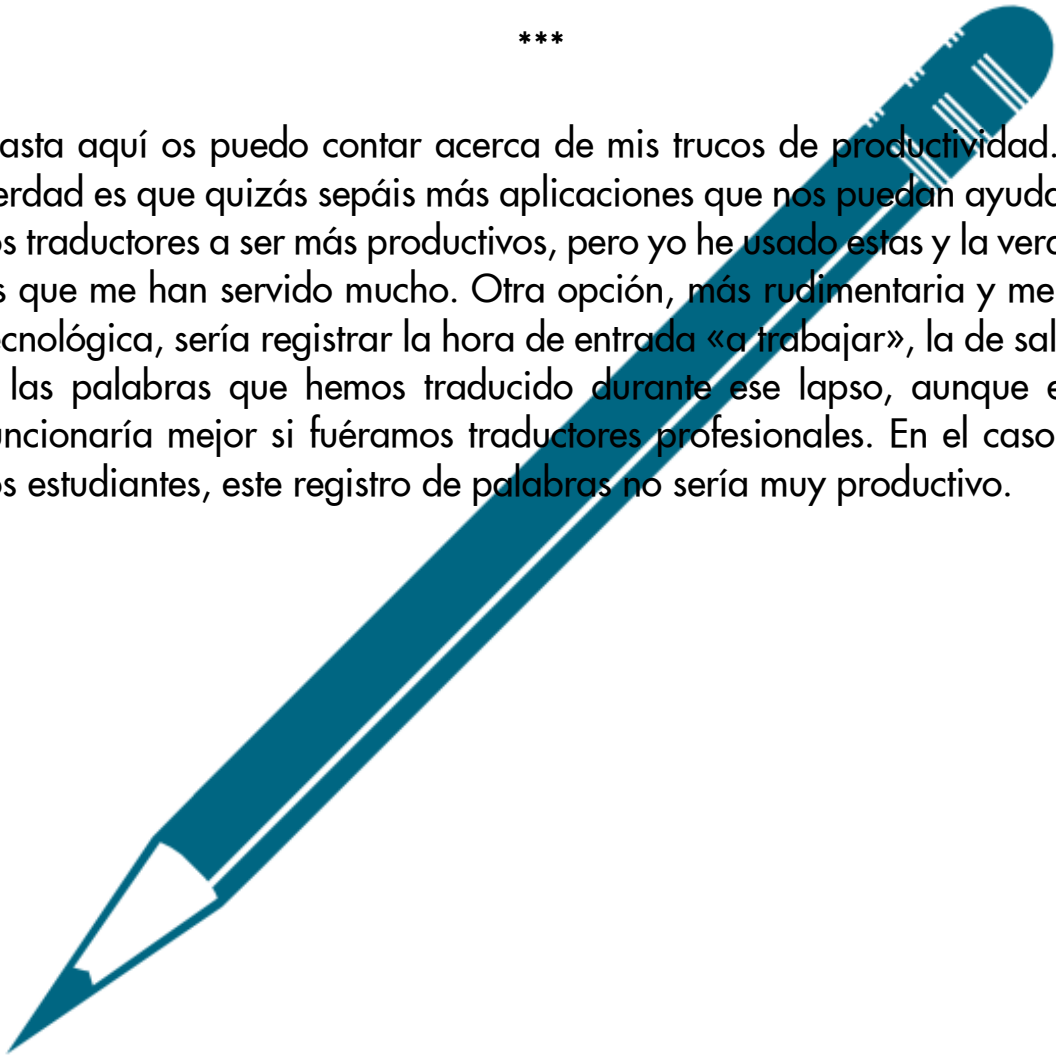 ***
asta aquí os puedo contar acerca de mis trucos de productividad.
erdad es que quizás sepáis más aplicaciones que nos puedan ayuda
os traductores a ser más productivos, pero yo he usado estas y la verd
s que me han servido mucho. Otra opción, más rudimentaria y me
ecnológica, sería registrar la hora de entrada «a trabajar», la de sal
las palabras que hemos traducido durante ese lapso, aunque e
uncionaría mejor si fuéramos traductores profesionales. En el caso
os estudiantes, este registro de palabras no sería muy productivo.